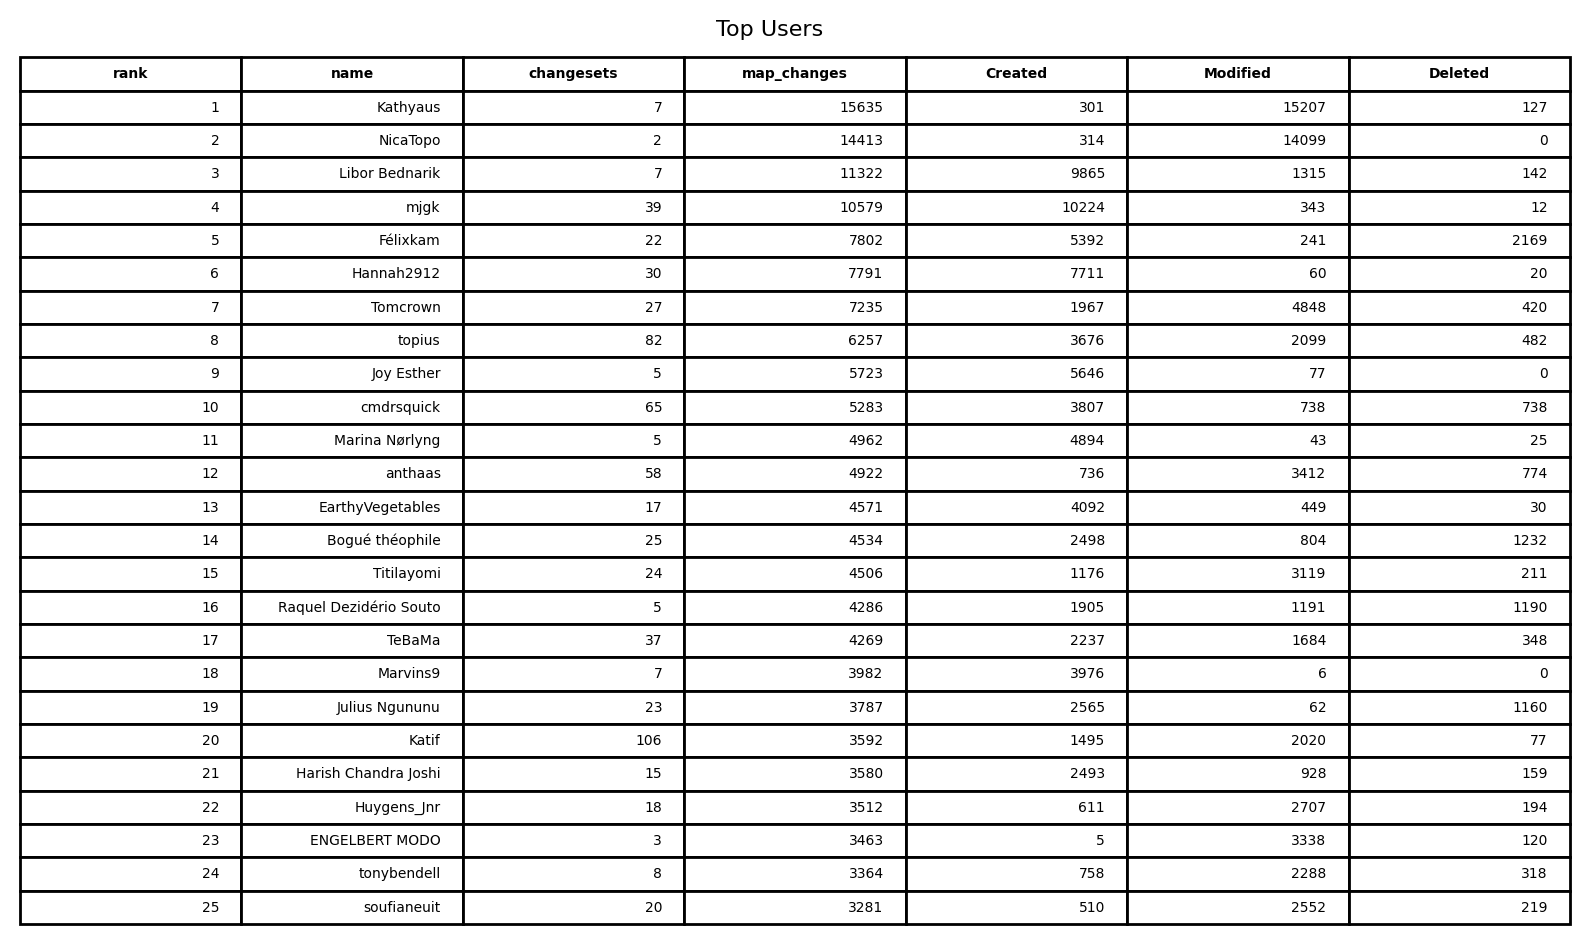 Top Users
rank name changesets map_changes Created Modified Deleted
1 Kathyaus 7 15635 301 15207 127
2 NicaTopo 2 14413 314 14099 0
3 Libor Bednarik 7 11322 9865 1315 142
4 mjgk 39 10579 10224 343 12
5 Félixkam 22 7802 5392 241 2169
6 Hannah2912 30 7791 7711 60 20
7 Tomcrown 27 7235 1967 4848 420
8 topius 82 6257 3676 2099 482
9 Joy Esther 5 5723 5646 77 0
10 cmdrsquick 65 5283 3807 738 738
11 Marina Nørlyng 5 4962 4894 43 25
12 anthaas 58 4922 736 3412 774
13 EarthyVegetables 17 4571 4092 449 30
14 Bogué théophile 25 4534 2498 804 1232
15 Titilayomi 24 4506 1176 3119 211
16 Raquel Dezidério Souto 5 4286 1905 1191 1190
17 TeBaMa 37 4269 2237 1684 348
18 Marvins9 7 3982 3976 6 0
19 Julius Ngununu 23 3787 2565 62 1160
20 Katif 106 3592 1495 2020 77
21 Harish Chandra Joshi 15 3580 2493 928 159
22 Huygens_Jnr 18 3512 611 2707 194
23 ENGELBERT MODO 3 3463 5 3338 120
24 tonybendell 8 3364 758 2288 318
25 soufianeuit 20 3281 510 2552 219